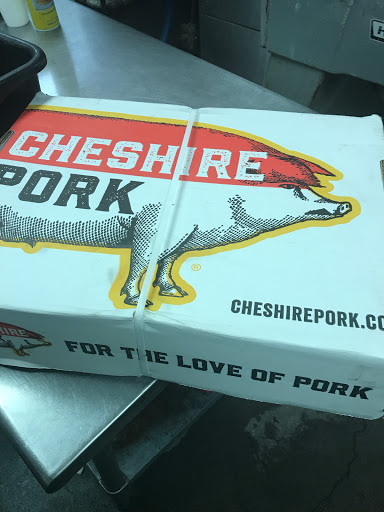 CHESHIRE
PORK
®
CHESHIREPORK.CO
FOR THE LOVE OF PORK